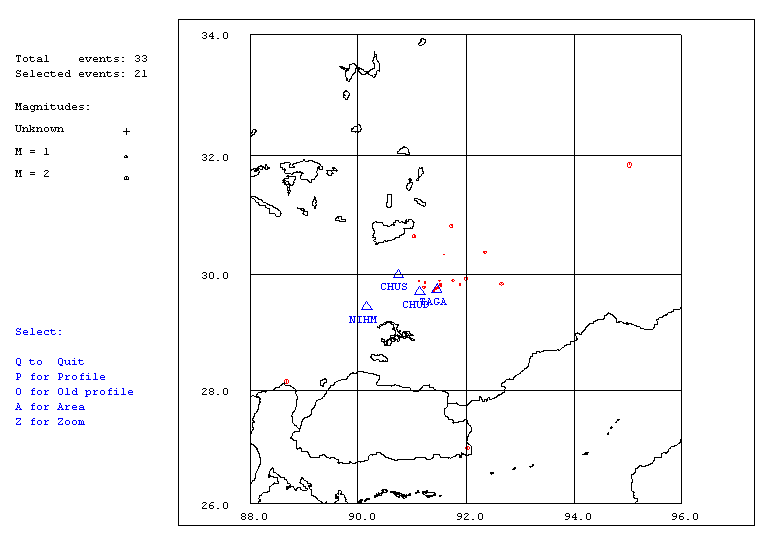 Total    events: 33
Selected events: 21
Magnitudes:
Unknown +
M = 1
M = 2
Select:
Q to  Quit
P for Profile
O for Old profile
A for Area
Z for Zoom
34.0
32.0
30.0
28.0
26.0
88.0 90.0 92.0 94.0 96.0
CHUS
TAGA
NIHM